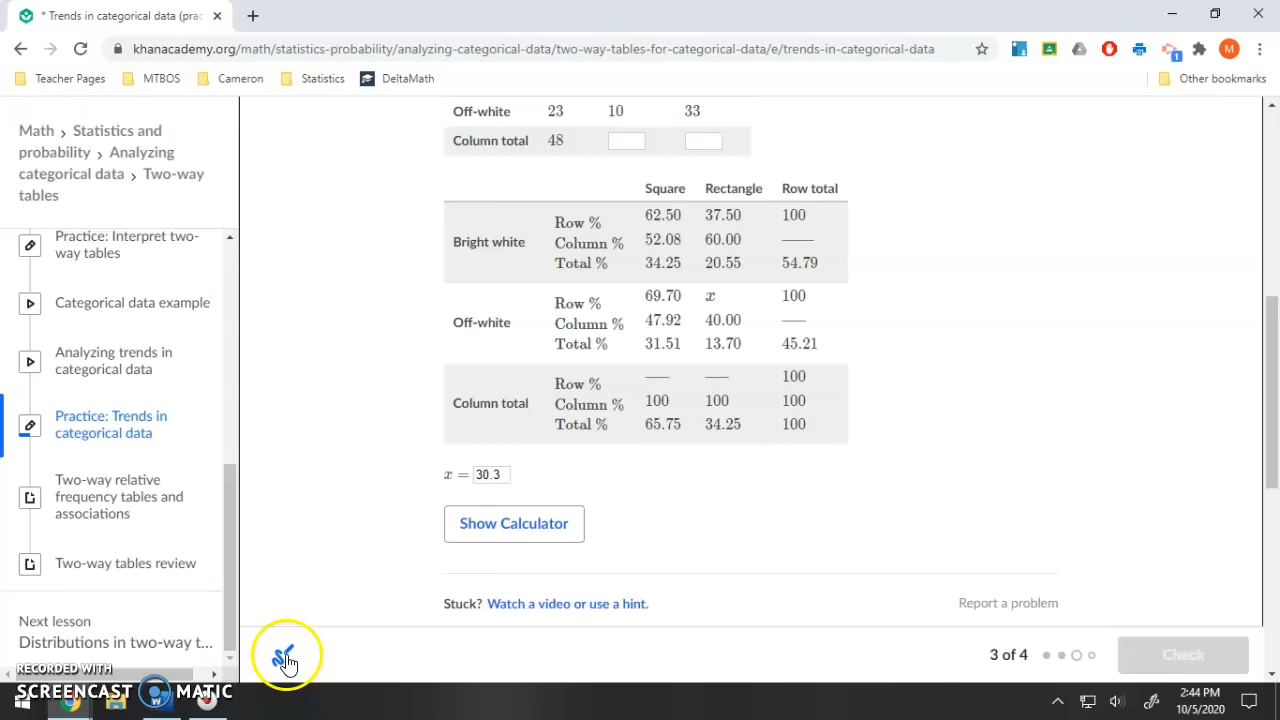 * Trends in categorical data (prac
khanacademy.org/math/statistics-probability/analyzing-categorical-data/two-way-tables-for-categorical-data/e/trends-in-categorical-data
M
1
Teacher Pages MTBOS Cameron Statistics DeltaMath Other bookmarks
Math > Statistics and
probability > Analyzing
categorical data > Two-way
tables
Practice: Interpret two-
way tables
Categorical data example
Analyzing trends in
categorical data
Practice: Trends in
categorical data
Two-way relative
frequency tables and
associations
Two-way tables review
Next lesson
Distributions in two-way t...
Off-white 23 10 33
Column total 48
Square Rectangle Row total
Bright white Row % 62.50 37.50 100
Column % 52.08 60.00 —
Total % 34.25 20.55 54.79
Off-white Row % 69.70 x 100
Column % 47.92 40.00 —
Total % 31.51 13.70 45.21
Column total Row % — — 100
Column % 100 100 100
Total % 65.75 34.25 100
x = 30.3
Show Calculator
Stuck? Watch a video or use a hint.
Report a problem
3 of 4
Check
RECORDED WITH
SCREENCAST MATIC
2:44 PM
10/5/2020